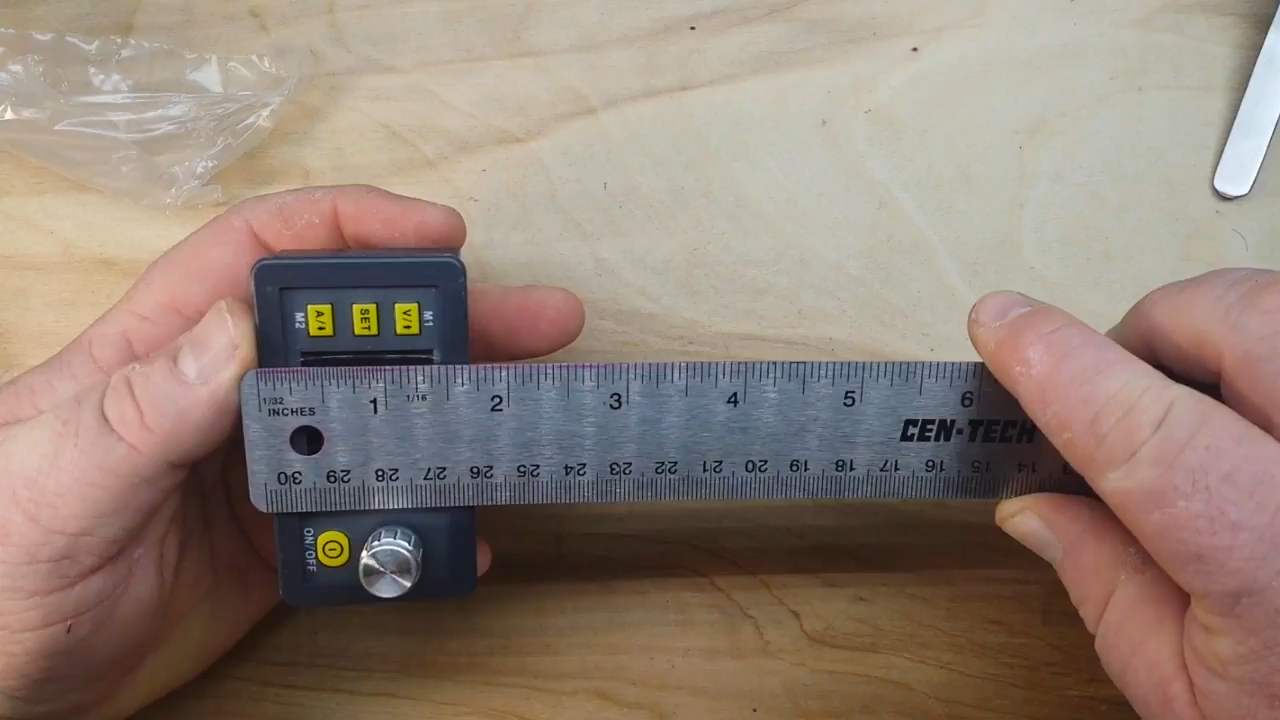 M2 A/⬍ SET V/⬍ M1
1/32 1 1/16 2 3 4 5 6
INCHES
CEN-TECH
30 29 28 27 26 25 24 23 22 21 20 19 18 17 16 15 14
ON/OFF